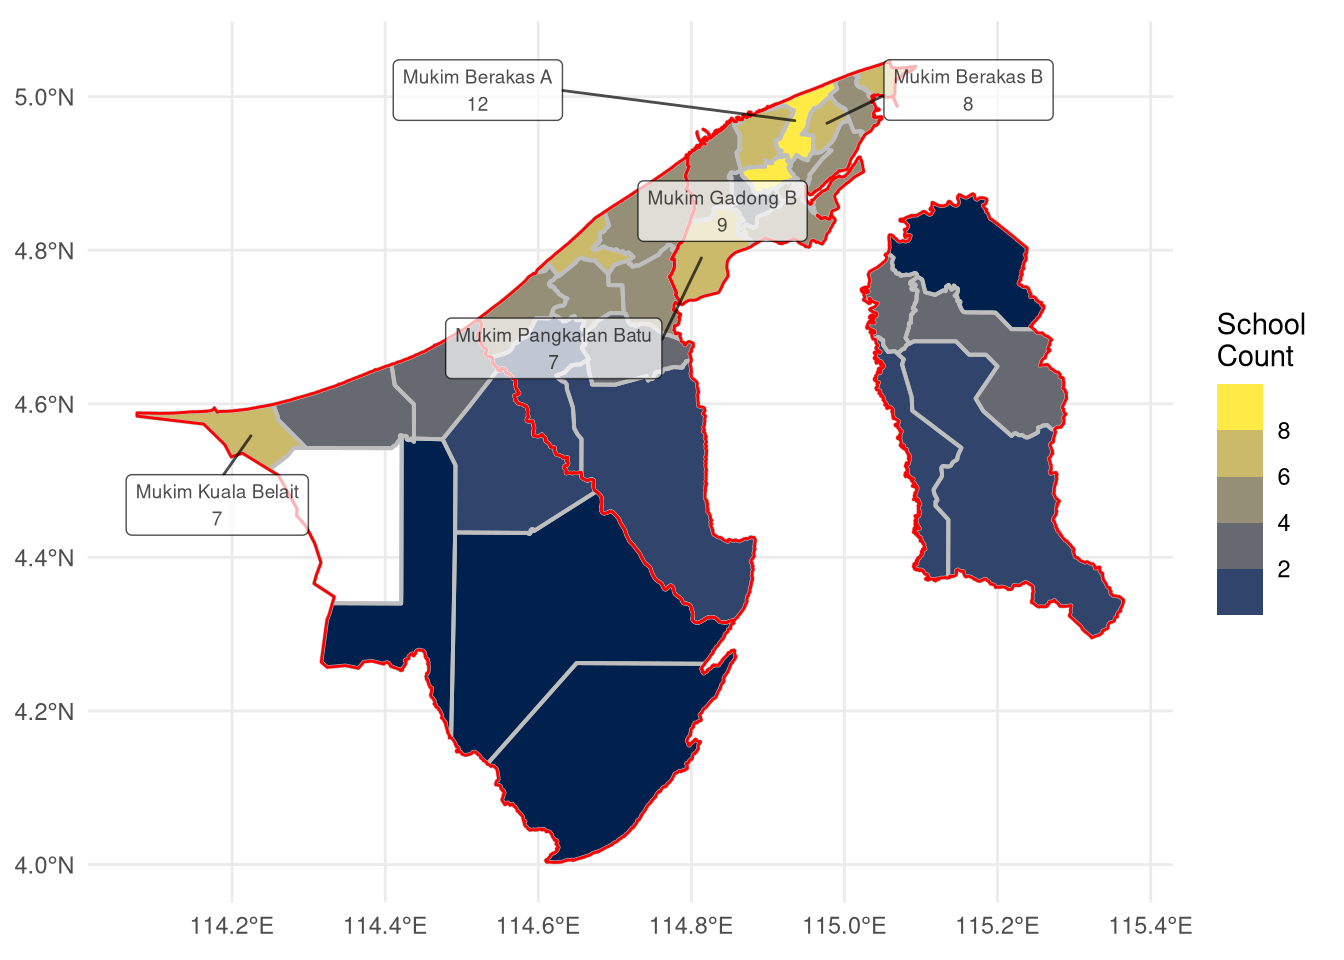 Mukim Berakas A
12
Mukim Berakas B
8
Mukim Gadong B
9
Mukim Pangkalan Batu
7
Mukim Kuala Belait
7
5.0°N
4.8°N
4.6°N
4.4°N
4.2°N
4.0°N
114.2°E
114.4°E
114.6°E
114.8°E
115.0°E
115.2°E
115.4°E
School
Count
8
6
4
2